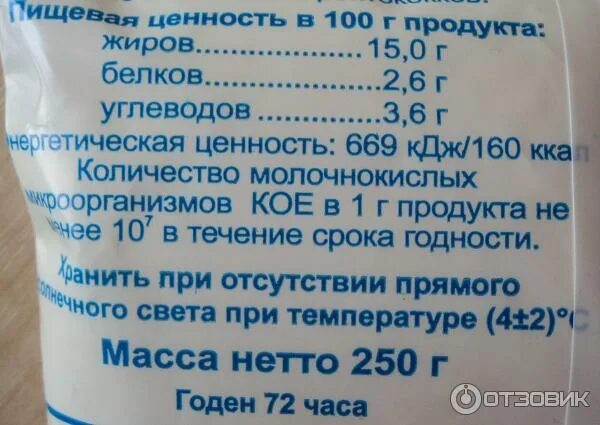 Пищевая ценность в 100 г продукта:
жиров....................15,0 г
белков....................2,6 г
углеводов ..............3,6 г
энергетическая ценность: 669 кДж/160 ккал
Количество молочнокислых
микроорганизмов КОЕ в 1 г продукта не
менее 10⁷ в течение срока годности.
Хранить при отсутствии прямого
солнечного света при температуре (4±2)°С
Масса нетто 250 г
Годен 72 часа
ОТЗОВИК